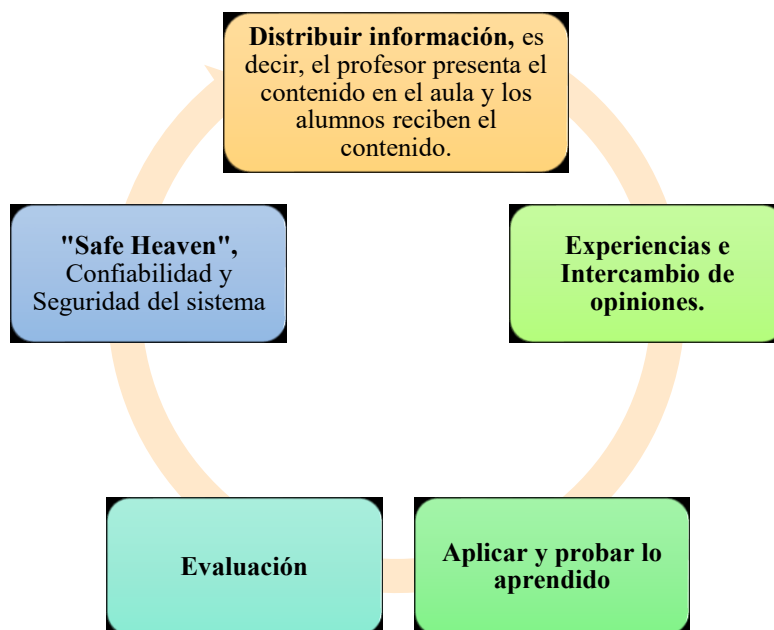 Distribuir información, es
decir, el profesor presenta el
contenido en el aula y los
alumnos reciben el
contenido.
Experiencias e
Intercambio de
opiniones.
Aplicar y probar lo
aprendido
Evaluación
"Safe Heaven",
Confiabilidad y
Seguridad del sistema